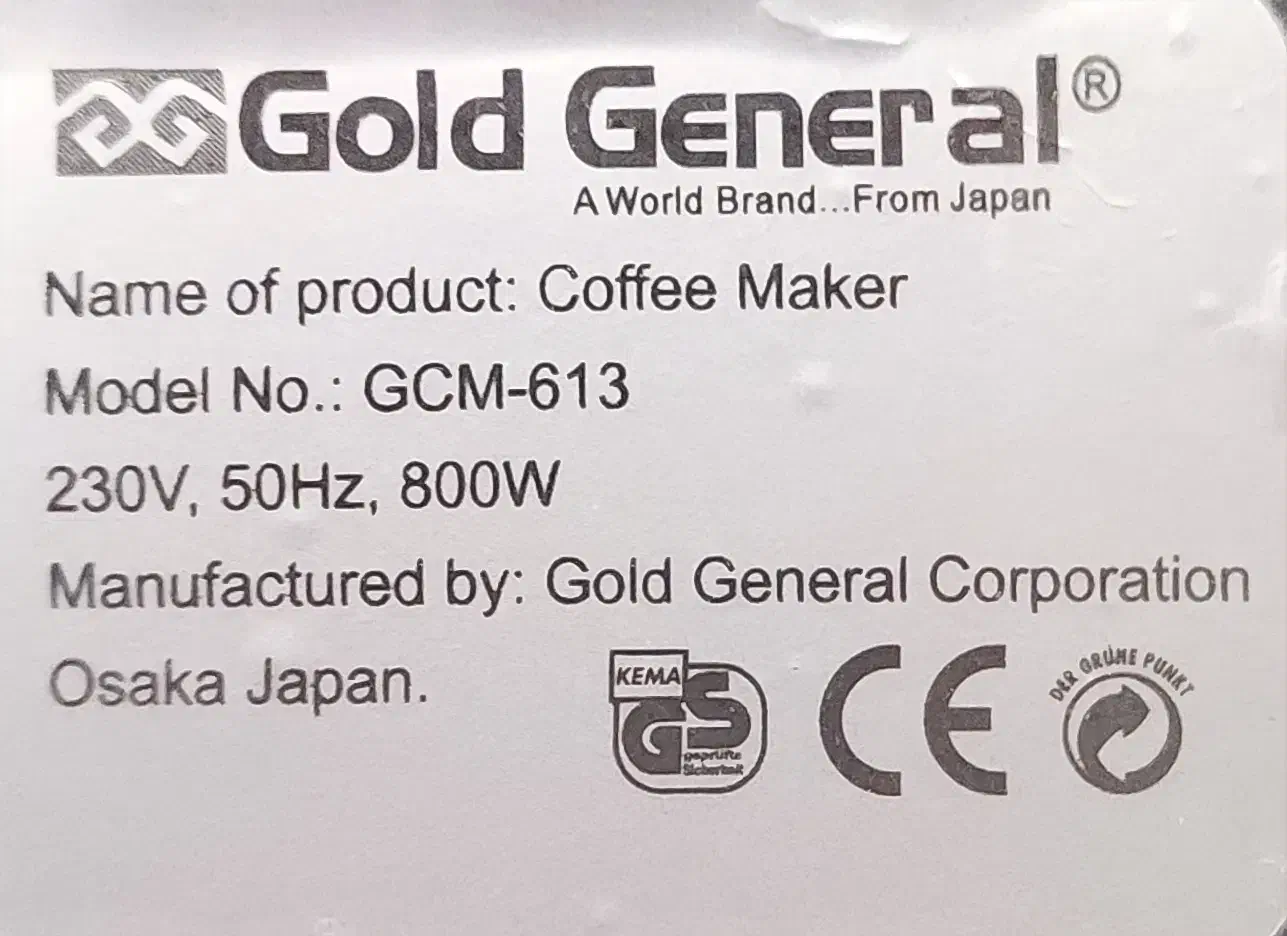 Gold General®
A World Brand...From Japan
Name of product: Coffee Maker
Model No.: GCM-613
230V, 50Hz, 800W
Manufactured by: Gold General Corporation
Osaka Japan.
KEMA
GS
geprüfte
Sicherheit
CE
DER GRÜNE PUNKT